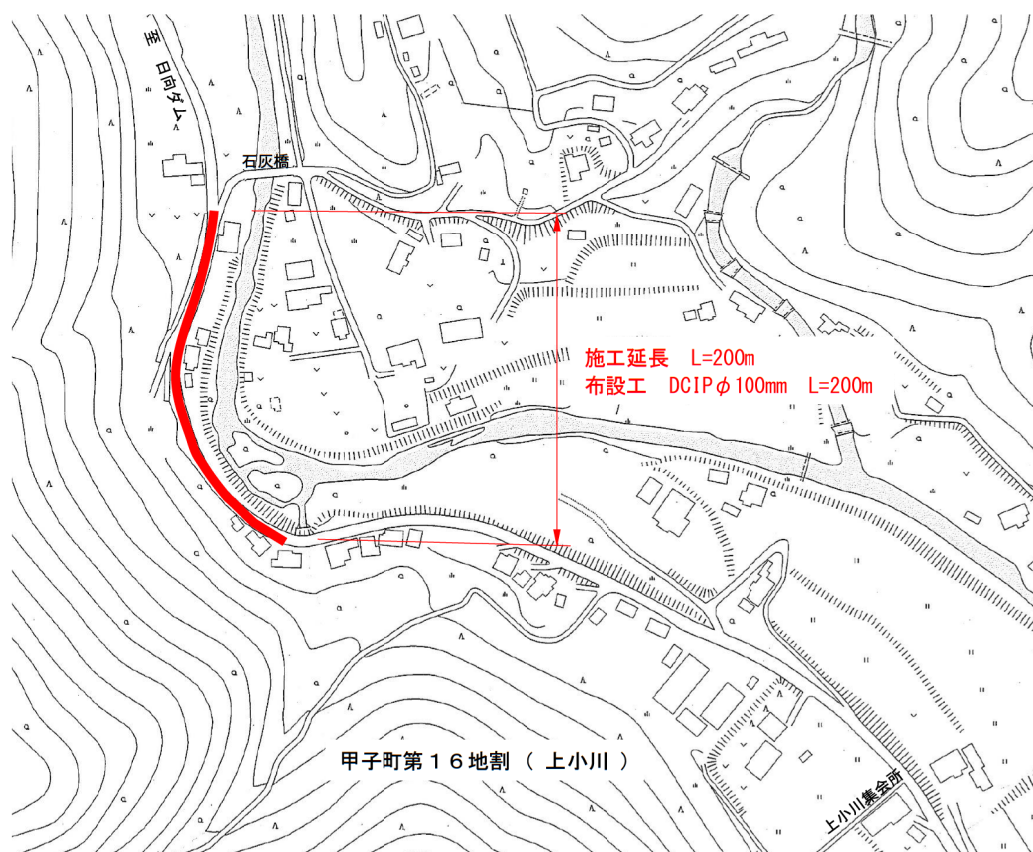 至 日向ダム
石灰橋
施工延長 L=200m
布設工 DCIPφ100mm L=200m
甲子町第16地割（上小川）
上小川集会所